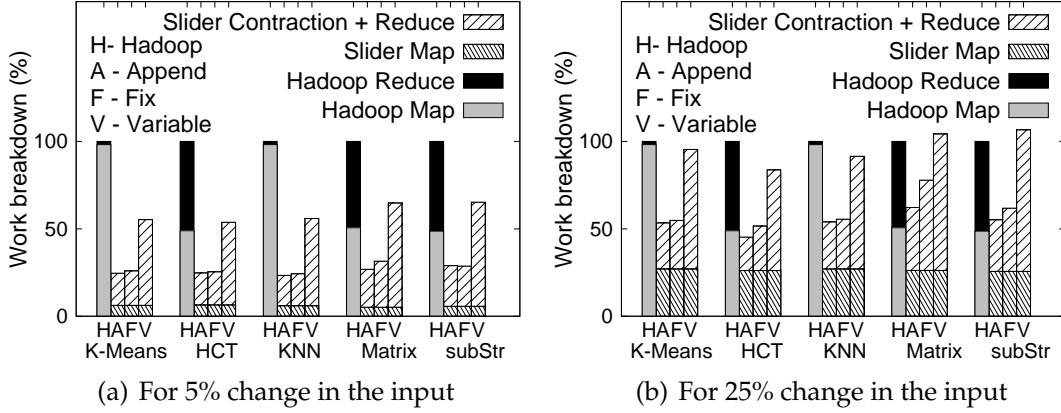 Work breakdown (%)
100
50
0
H- Hadoop
A - Append
F - Fix
V - Variable
Slider Contraction + Reduce
Slider Map
Hadoop Reduce
Hadoop Map
HAFV HAFV HAFV HAFV HAFV
K-Means HCT KNN Matrix subStr
(a) For 5% change in the input
Work breakdown (%)
100
50
0
H- Hadoop
A - Append
F - Fix
V - Variable
Slider Contraction + Reduce
Slider Map
Hadoop Reduce
Hadoop Map
HAFV HAFV HAFV HAFV HAFV
K-Means HCT KNN Matrix subStr
(b) For 25% change in the input